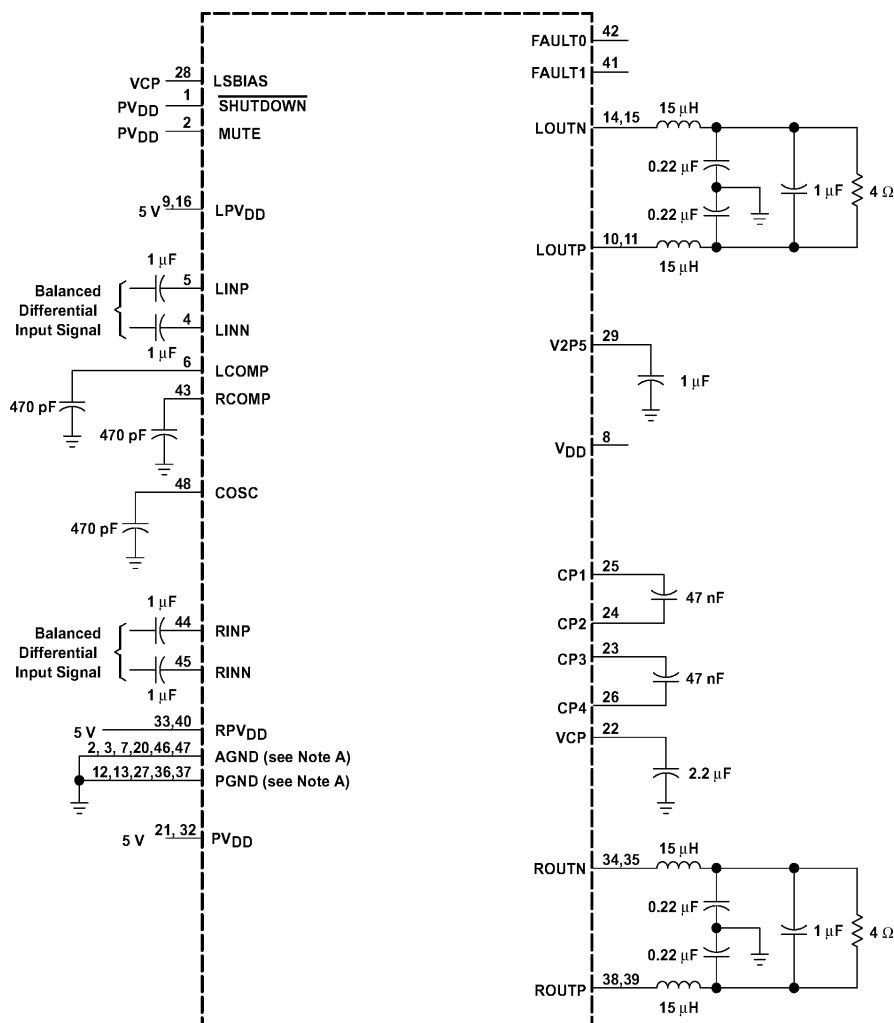 FAULT0
42
FAULT1
41
VCP
28
LSBIAS
PVDD
1
SHUTDOWN
PVDD
2
MUTE
LOUTN
14,15
15 μH
0.22 μF
0.22 μF
1 μF
4 Ω
LOUTP
10,11
15 μH
5 V
9,16
LPVDD
1 μF
5
LINP
Balanced
Differential
Input Signal
4
LINN
1 μF
6
LCOMP
470 pF
43
RCOMP
470 pF
V2P5
29
1 μF
VDD
8
48
COSC
470 pF
CP1
25
47 nF
CP2
24
CP3
23
47 nF
CP4
26
VCP
22
2.2 μF
1 μF
44
RINP
Balanced
Differential
Input Signal
45
RINN
1 μF
5 V
33,40
RPVDD
2, 3, 7,20,46,47
AGND (see Note A)
12,13,27,36,37
PGND (see Note A)
5 V
21, 32
PVDD
ROUTN
34,35
15 μH
0.22 μF
0.22 μF
1 μF
4 Ω
ROUTP
38,39
15 μH